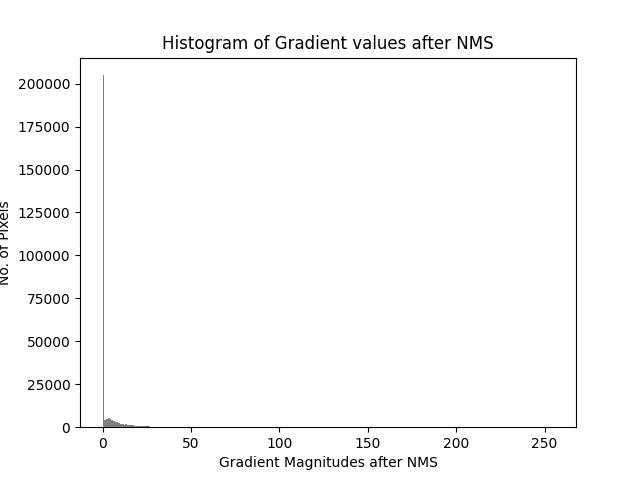 Histogram of Gradient values after NMS
200000
175000
150000
125000
100000
75000
50000
25000
0
No. of Pixels
0 50 100 150 200 250
Gradient Magnitudes after NMS